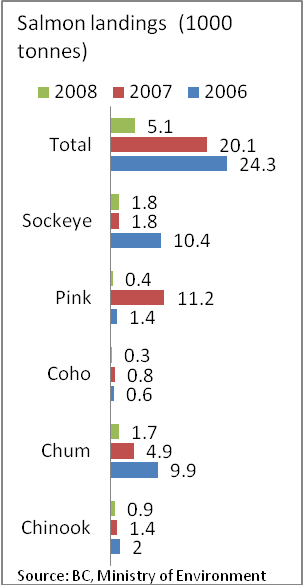 Salmon landings (1000
tonnes)
2008 2007 2006
Total
5.1
20.1
24.3
Sockeye
1.8
1.8
10.4
Pink
0.4
11.2
1.4
Coho
0.3
0.8
0.6
Chum
1.7
4.9
9.9
Chinook
0.9
1.4
2
Source: BC, Ministry of Environment